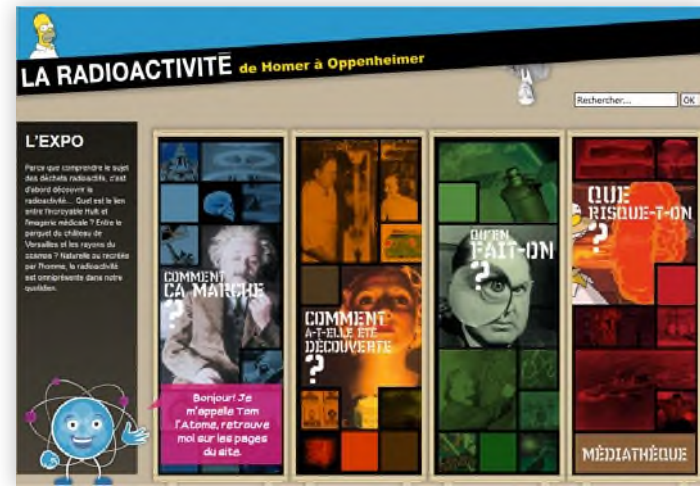 LA RADIOACTIVITÉ de Homer à Oppenheimer
Rechercher... OK
L'EXPO
Parce que comprendre le sujet
des déchets radioactifs, c'est
d'abord découvrir la
radioactivité... Quel est le lien
entre l'incroyable Hulk et
l'imagerie médicale ? Entre le
parquet du château de
Versailles et les rayons du
cosmos ? Naturelle ou recréée
par l'homme, la radioactivité
est omniprésente dans notre
quotidien.
COMMENT
ÇA MARCHE
?
COMMENT
A-T-ELLE ÉTÉ
DÉCOUVERTE
?
QU'EN
FAIT-ON
?
QUE
RISQUE-T-ON
?
Bonjour! Je
m'appelle Tom
l'Atome, retrouve
moi sur les pages
du site.
MÉDIATHÈQUE